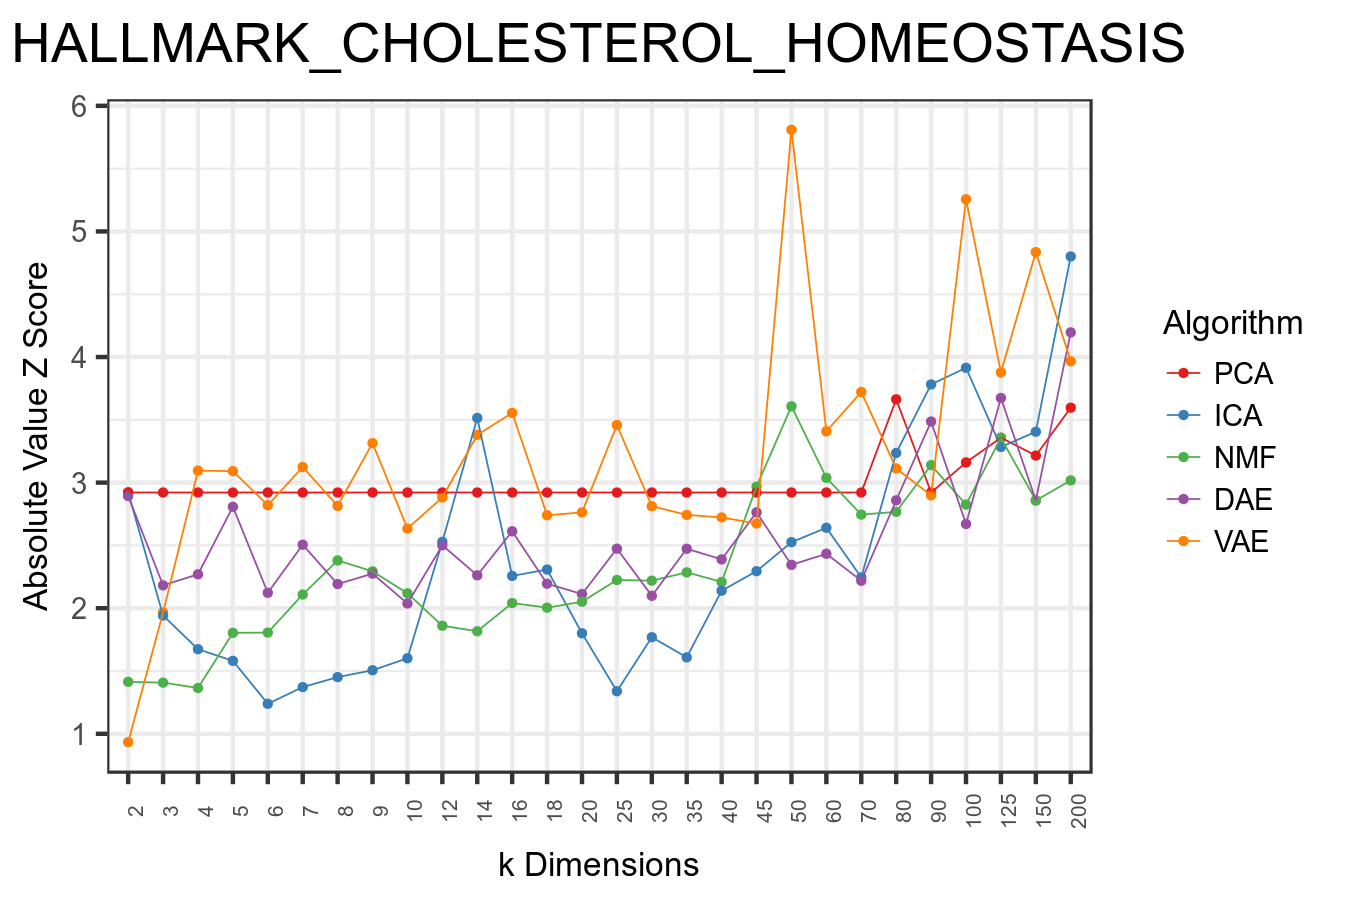 HALLMARK_CHOLESTEROL_HOMEOSTASIS
6
5
4
3
2
1
Absolute Value Z Score
2 3 4 5 6 7 8 9 10 12 14 16 18 20 25 30 35 40 45 50 60 70 80 90 100 125 150 200
k Dimensions
Algorithm
PCA
ICA
NMF
DAE
VAE